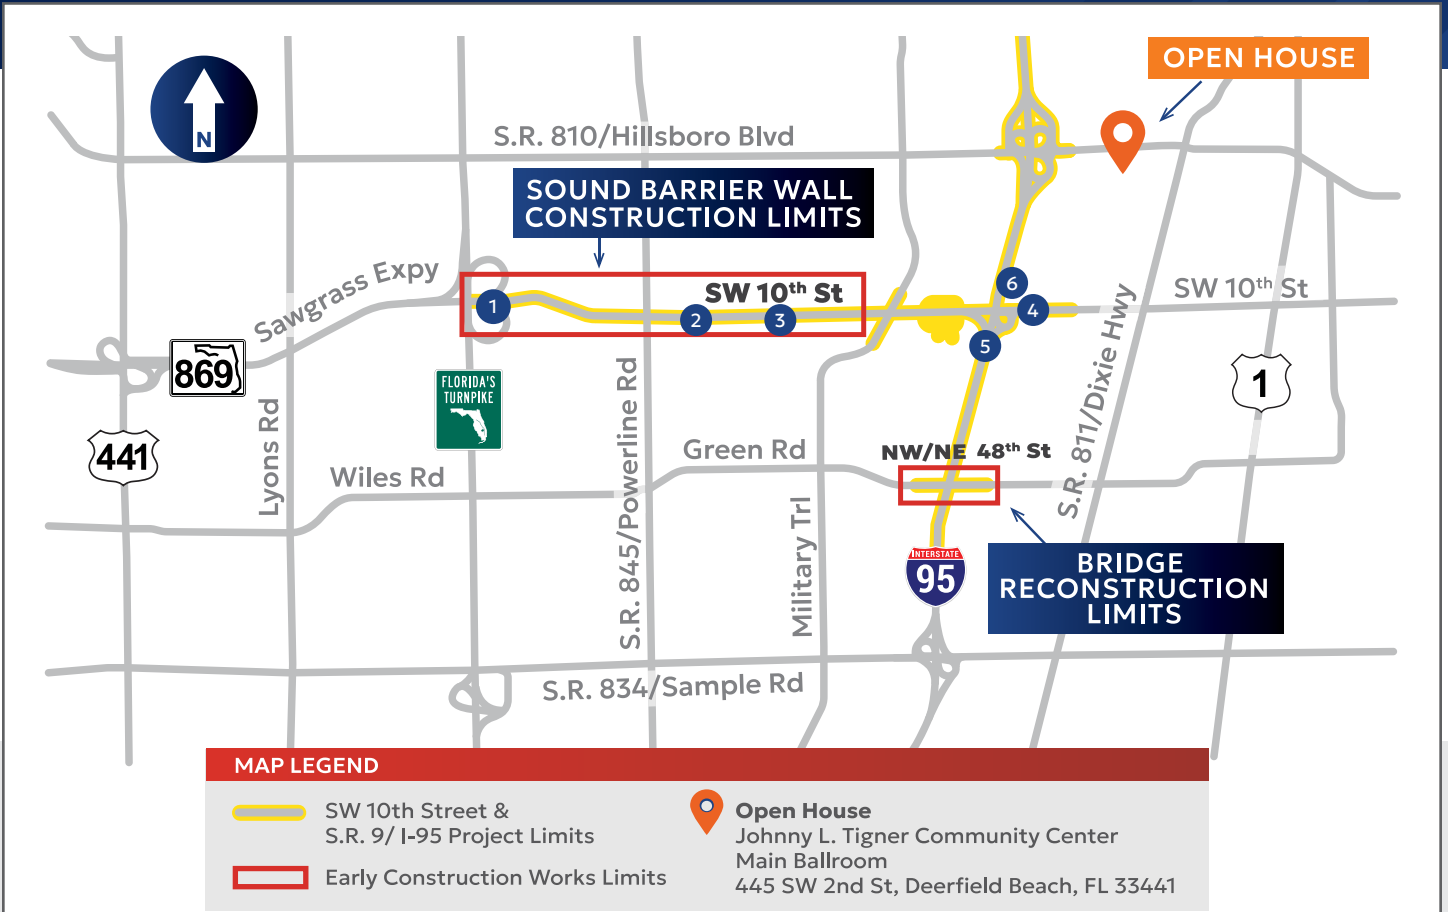 OPEN HOUSE
N
S.R. 810/Hillsboro Blvd
SOUND BARRIER WALL
CONSTRUCTION LIMITS
Sawgrass Expy
SW 10th St
SW 10th St
1
2
3
4
5
6
869
FLORIDA'S
TURNPIKE
441
1
Lyons Rd
Wiles Rd
S.R. 845/Powerline Rd
Green Rd
Military Trl
NW/NE 48th St
S.R. 811/Dixie Hwy
INTERSTATE
95
BRIDGE
RECONSTRUCTION
LIMITS
S.R. 834/Sample Rd
MAP LEGEND
SW 10th Street &
S.R. 9/ I-95 Project Limits
Early Construction Works Limits
Open House
Johnny L. Tigner Community Center
Main Ballroom
445 SW 2nd St, Deerfield Beach, FL 33441